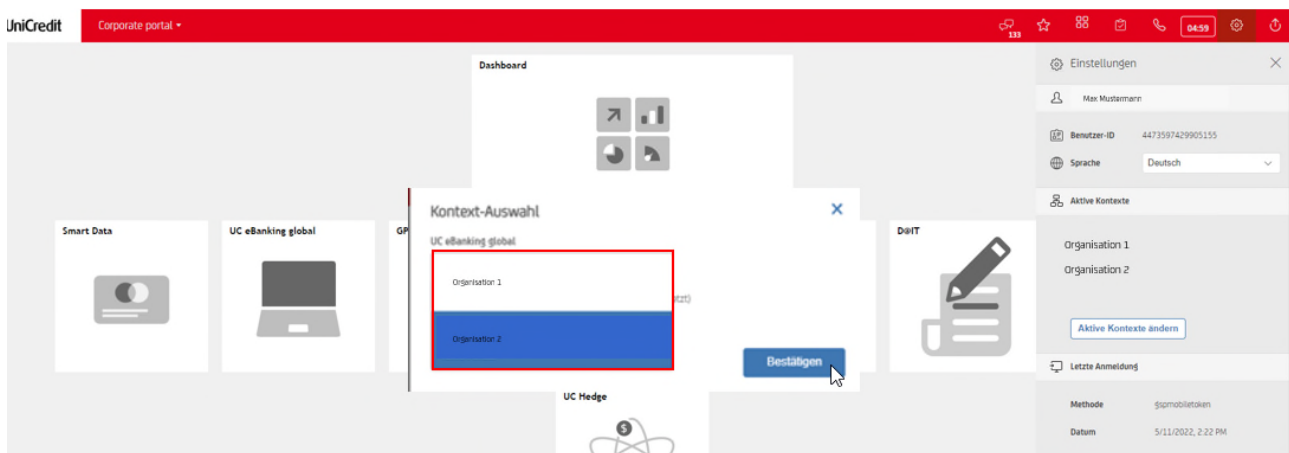 UniCredit
Corporate portal
133
04:59
Dashboard
Smart Data
UC eBanking global
GP
Kontext-Auswahl
UC eBanking global
Organisation 1
tzt)
Organisation 2
Bestätigen
D@IT
UC Hedge
$
Einstellungen
Max Mustermann
Benutzer-ID 4473597429905155
Sprache Deutsch
Aktive Kontexte
Organisation 1
Organisation 2
Aktive Kontexte ändern
Letzte Anmeldung
Methode gspmobiletoken
Datum 5/11/2022, 2:22 PM